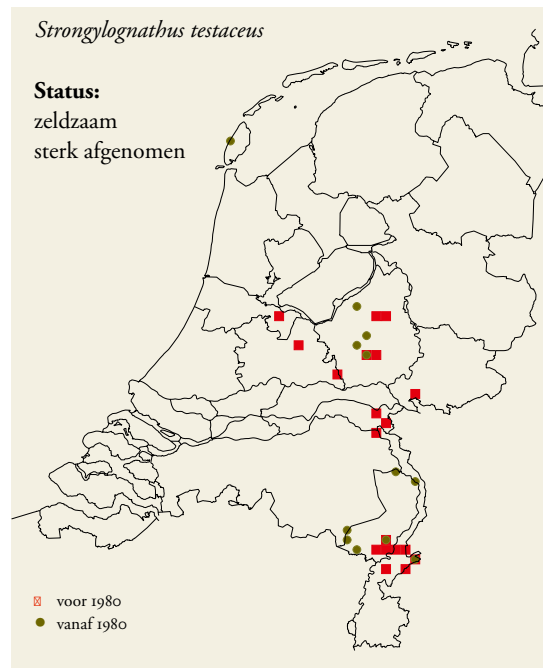 Strongylognathus testaceus
Status:
zeldzaam
sterk afgenomen
voor 1980
vanaf 1980